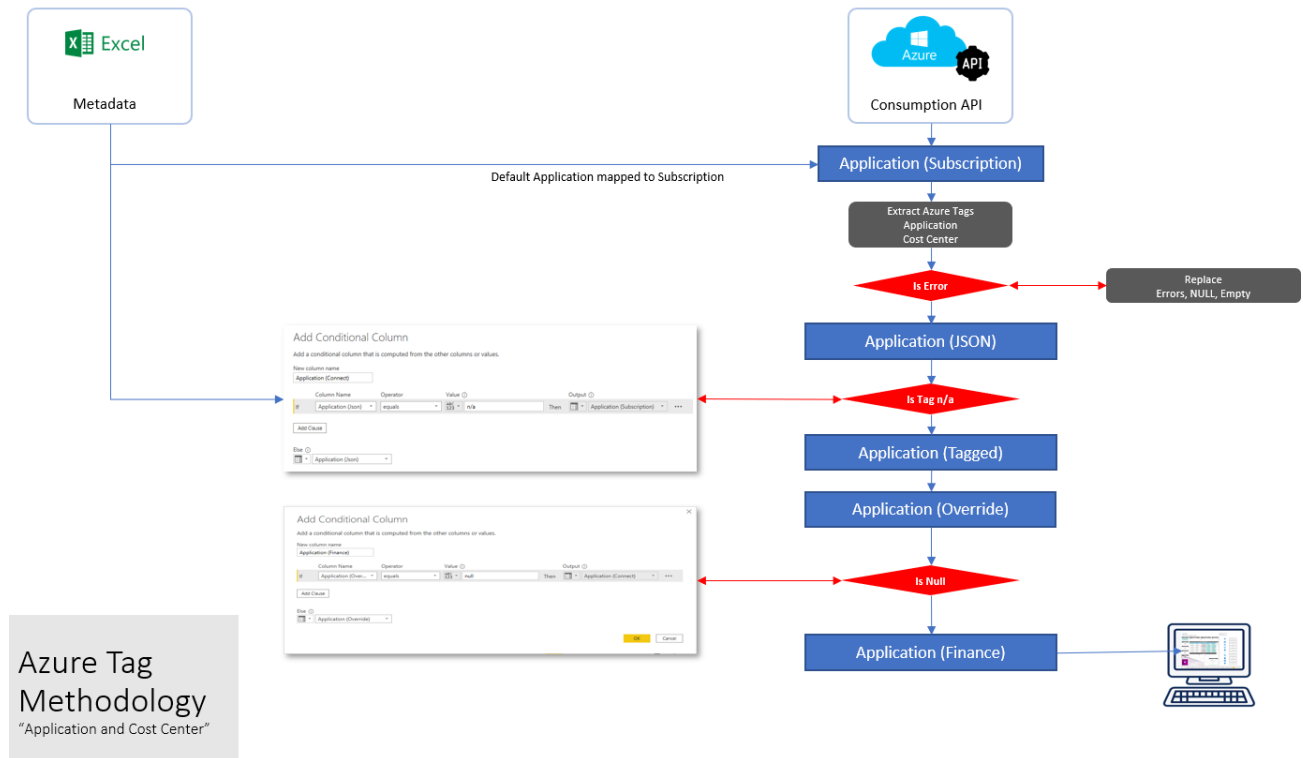 Excel
Metadata
Azure
API
Consumption API
Application (Subscription)
Default Application mapped to Subscription
Extract Azure Tags
Application
Cost Center
Is Error
Replace
Errors, NULL, Empty
Application (JSON)
Add Conditional Column
Add a conditional column that is computed from the other columns or values.
New column name
Application (Connect)
Column Name Operator Value Output
If Application (Json) equals n/a Then Application (Subscription) ...
Add Clause
Else
Application (Json)
Is Tag n/a
Application (Tagged)
Application (Override)
Add Conditional Column
Add a conditional column that is computed from the other columns or values.
New column name
Application (Finance)
Column Name Operator Value Output
If Application (Over... equals null Then Application (Connect) ...
Add Clause
Else
Application (Override)
OK Cancel
Is Null
Application (Finance)
Azure Tag
Methodology
“Application and Cost Center”